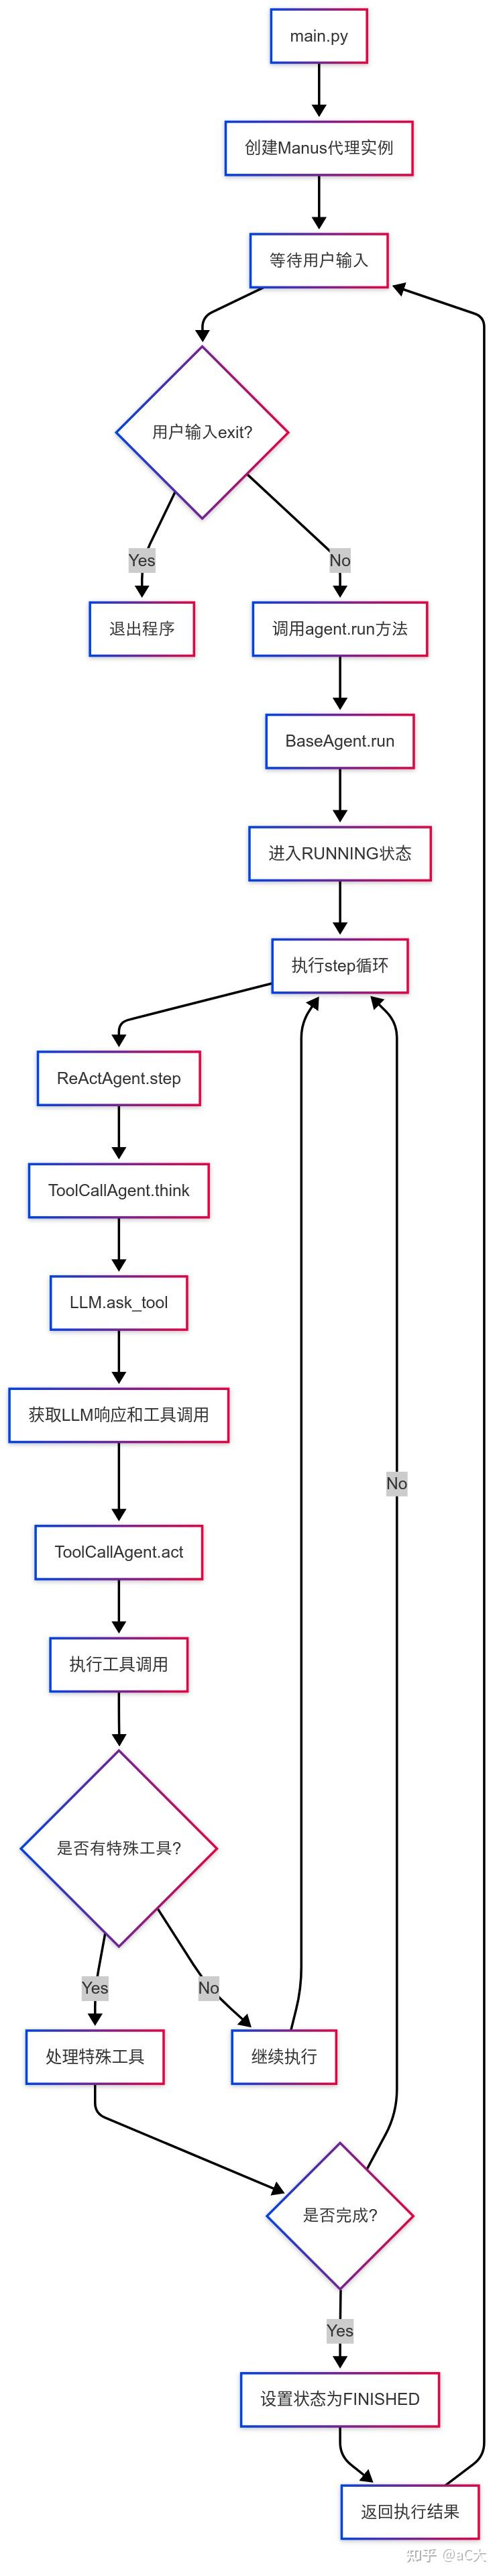 main.py
创建Manus代理实例
等待用户输入
用户输入exit?
Yes
No
退出程序
调用agent.run方法
BaseAgent.run
进入RUNNING状态
执行step循环
ReActAgent.step
ToolCallAgent.think
LLM.ask_tool
获取LLM响应和工具调用
No
ToolCallAgent.act
执行工具调用
是否有特殊工具?
Yes
No
处理特殊工具
继续执行
是否完成?
Yes
设置状态为FINISHED
返回执行结果
知乎 @aC大